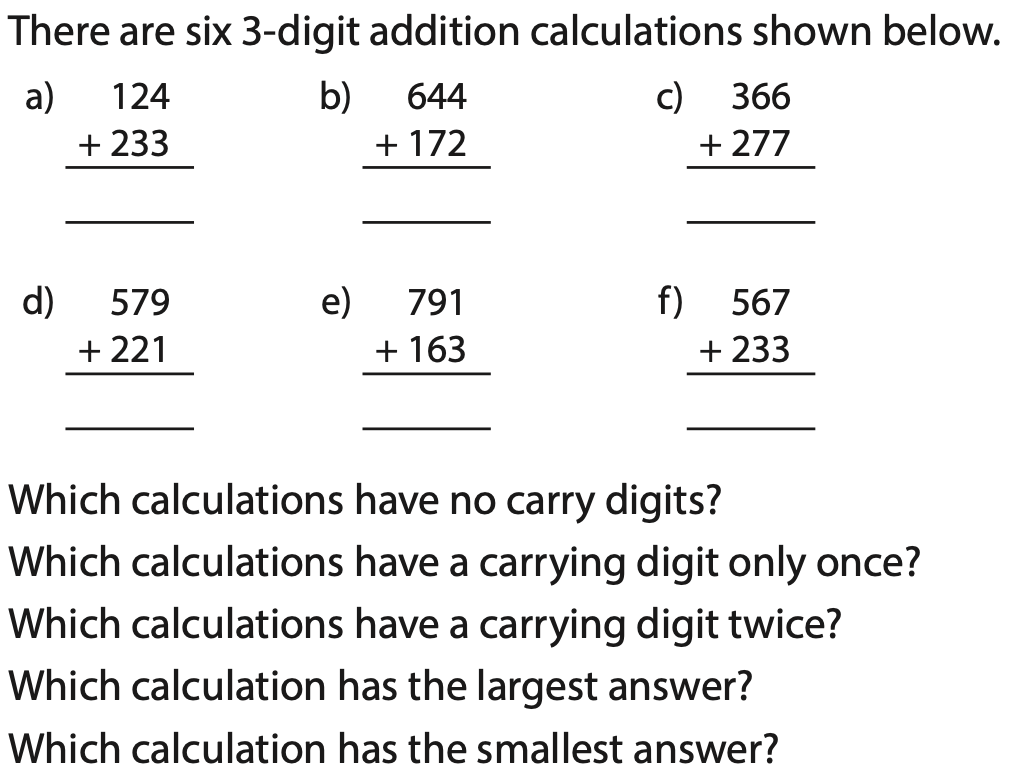 There are six 3-digit addition calculations shown below.
a) 124 b) 644 c) 366
+ 233 + 172 + 277
d) 579 e) 791 f) 567
+ 221 + 163 + 233
Which calculations have no carry digits?
Which calculations have a carrying digit only once?
Which calculations have a carrying digit twice?
Which calculation has the largest answer?
Which calculation has the smallest answer?